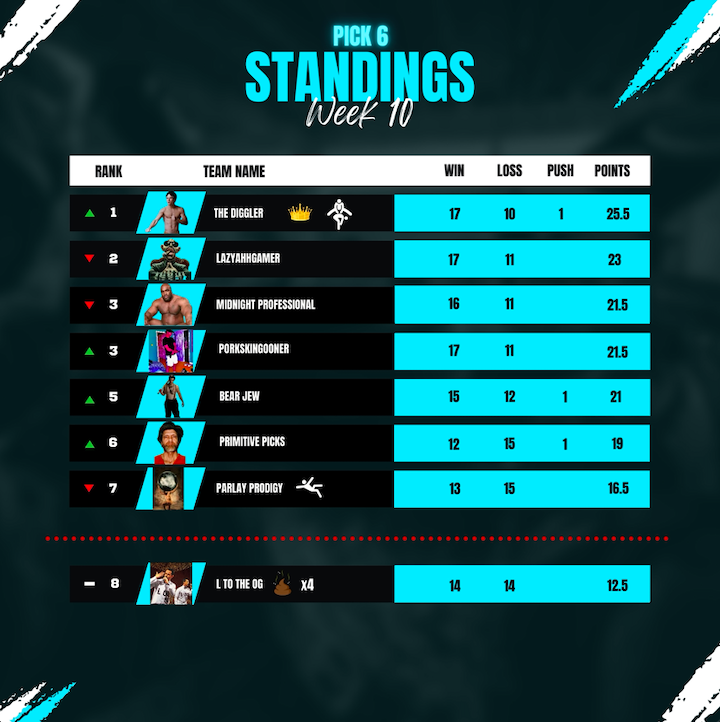 PICK 6
STANDINGS
Week 10
RANK TEAM NAME WIN LOSS PUSH POINTS
1 THE DIGGLER 17 10 1 25.5
2 LAZYAHHGAMER 17 11 23
3 MIDNIGHT PROFESSIONAL 16 11 21.5
3 PORKSKINGOONER 17 11 21.5
5 BEAR JEW 15 12 1 21
6 PRIMITIVE PICKS 12 15 1 19
7 PARLAY PRODIGY 13 15 16.5
8 L TO THE OG x4 14 14 12.5